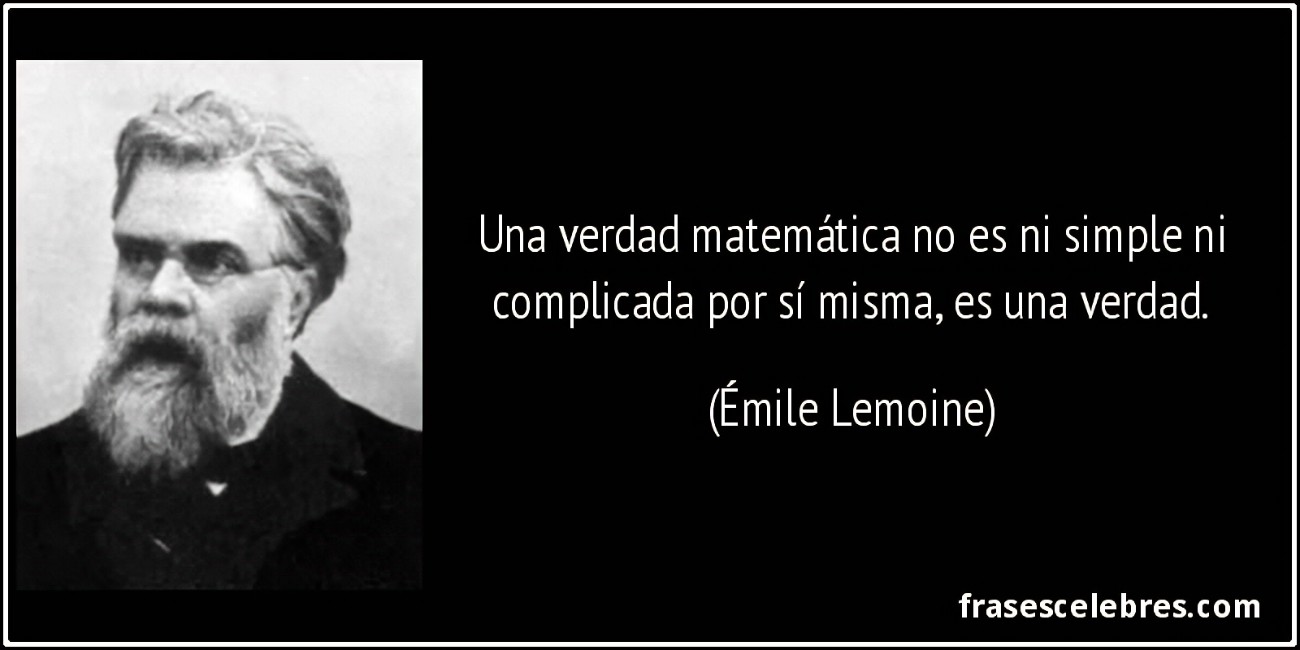 Una verdad matemática no es ni simple ni
complicada por sí misma, es una verdad.
(Émile Lemoine)
frasescelebres.com